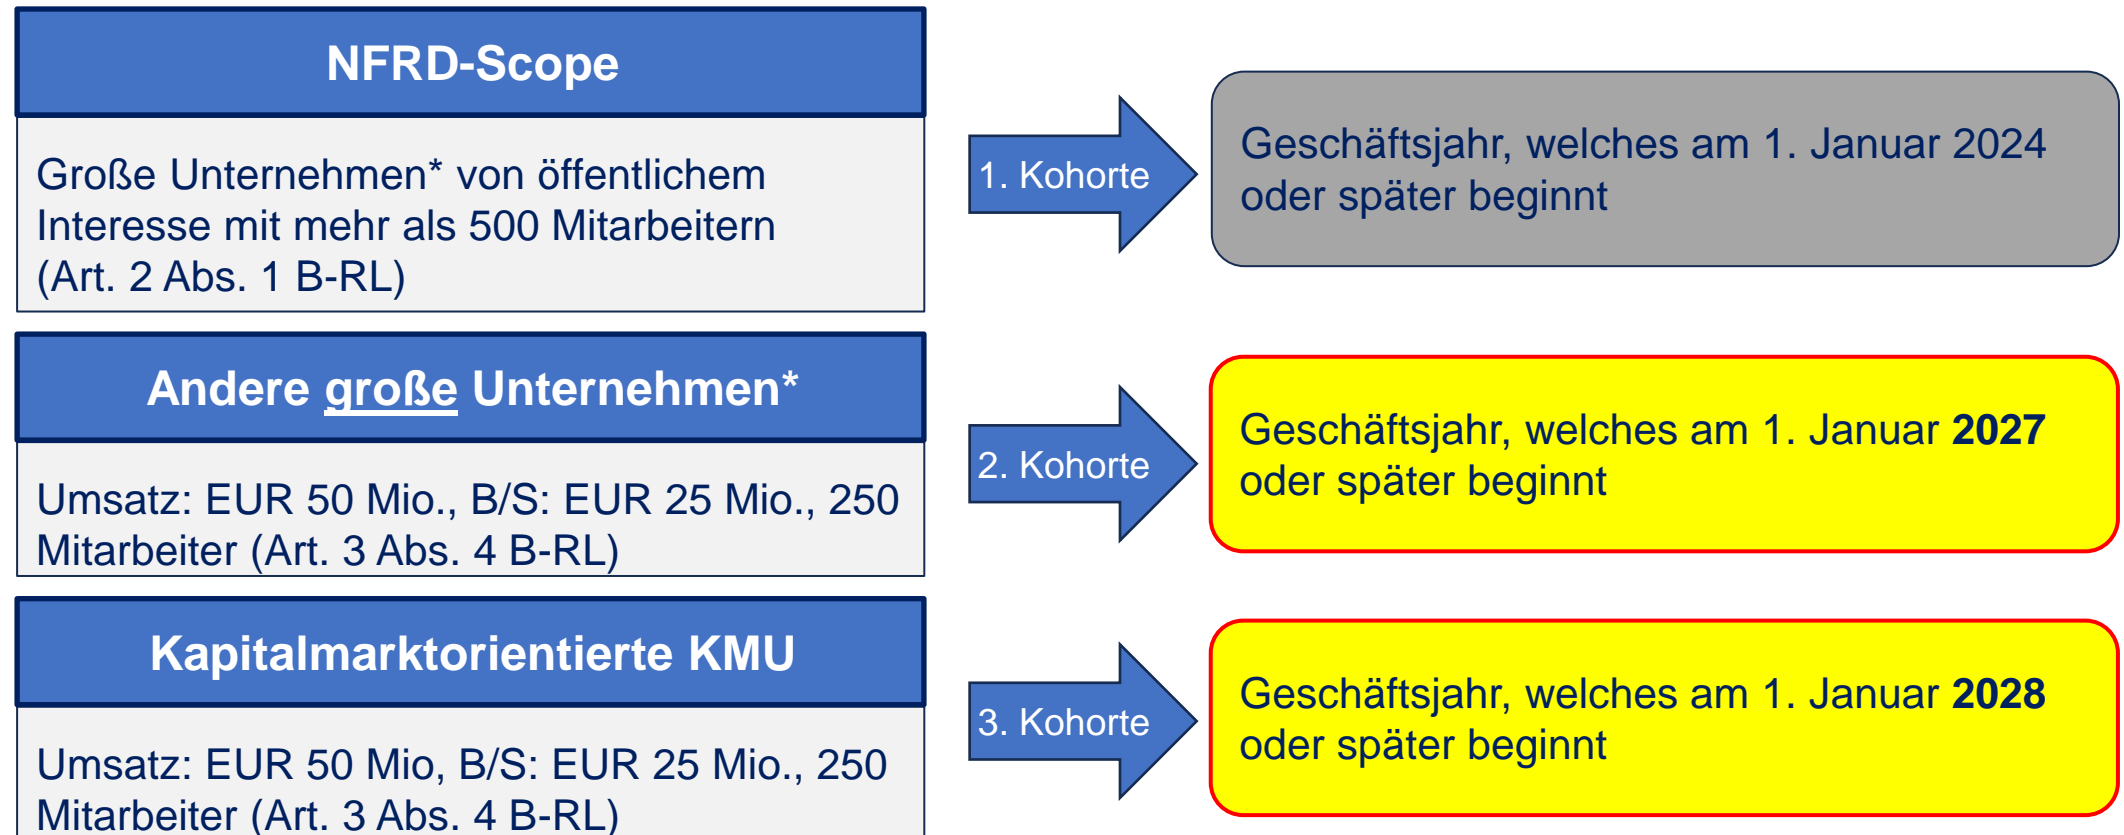 NFRD-Scope
Große Unternehmen* von öffentlichem
Interesse mit mehr als 500 Mitarbeitern
(Art. 2 Abs. 1 B-RL)
1. Kohorte
Geschäftsjahr, welches am 1. Januar 2024
oder später beginnt
Andere große Unternehmen*
Umsatz: EUR 50 Mio., B/S: EUR 25 Mio., 250
Mitarbeiter (Art. 3 Abs. 4 B-RL)
2. Kohorte
Geschäftsjahr, welches am 1. Januar 2027
oder später beginnt
Kapitalmarktorientierte KMU
Umsatz: EUR 50 Mio, B/S: EUR 25 Mio., 250
Mitarbeiter (Art. 3 Abs. 4 B-RL)
3. Kohorte
Geschäftsjahr, welches am 1. Januar 2028
oder später beginnt